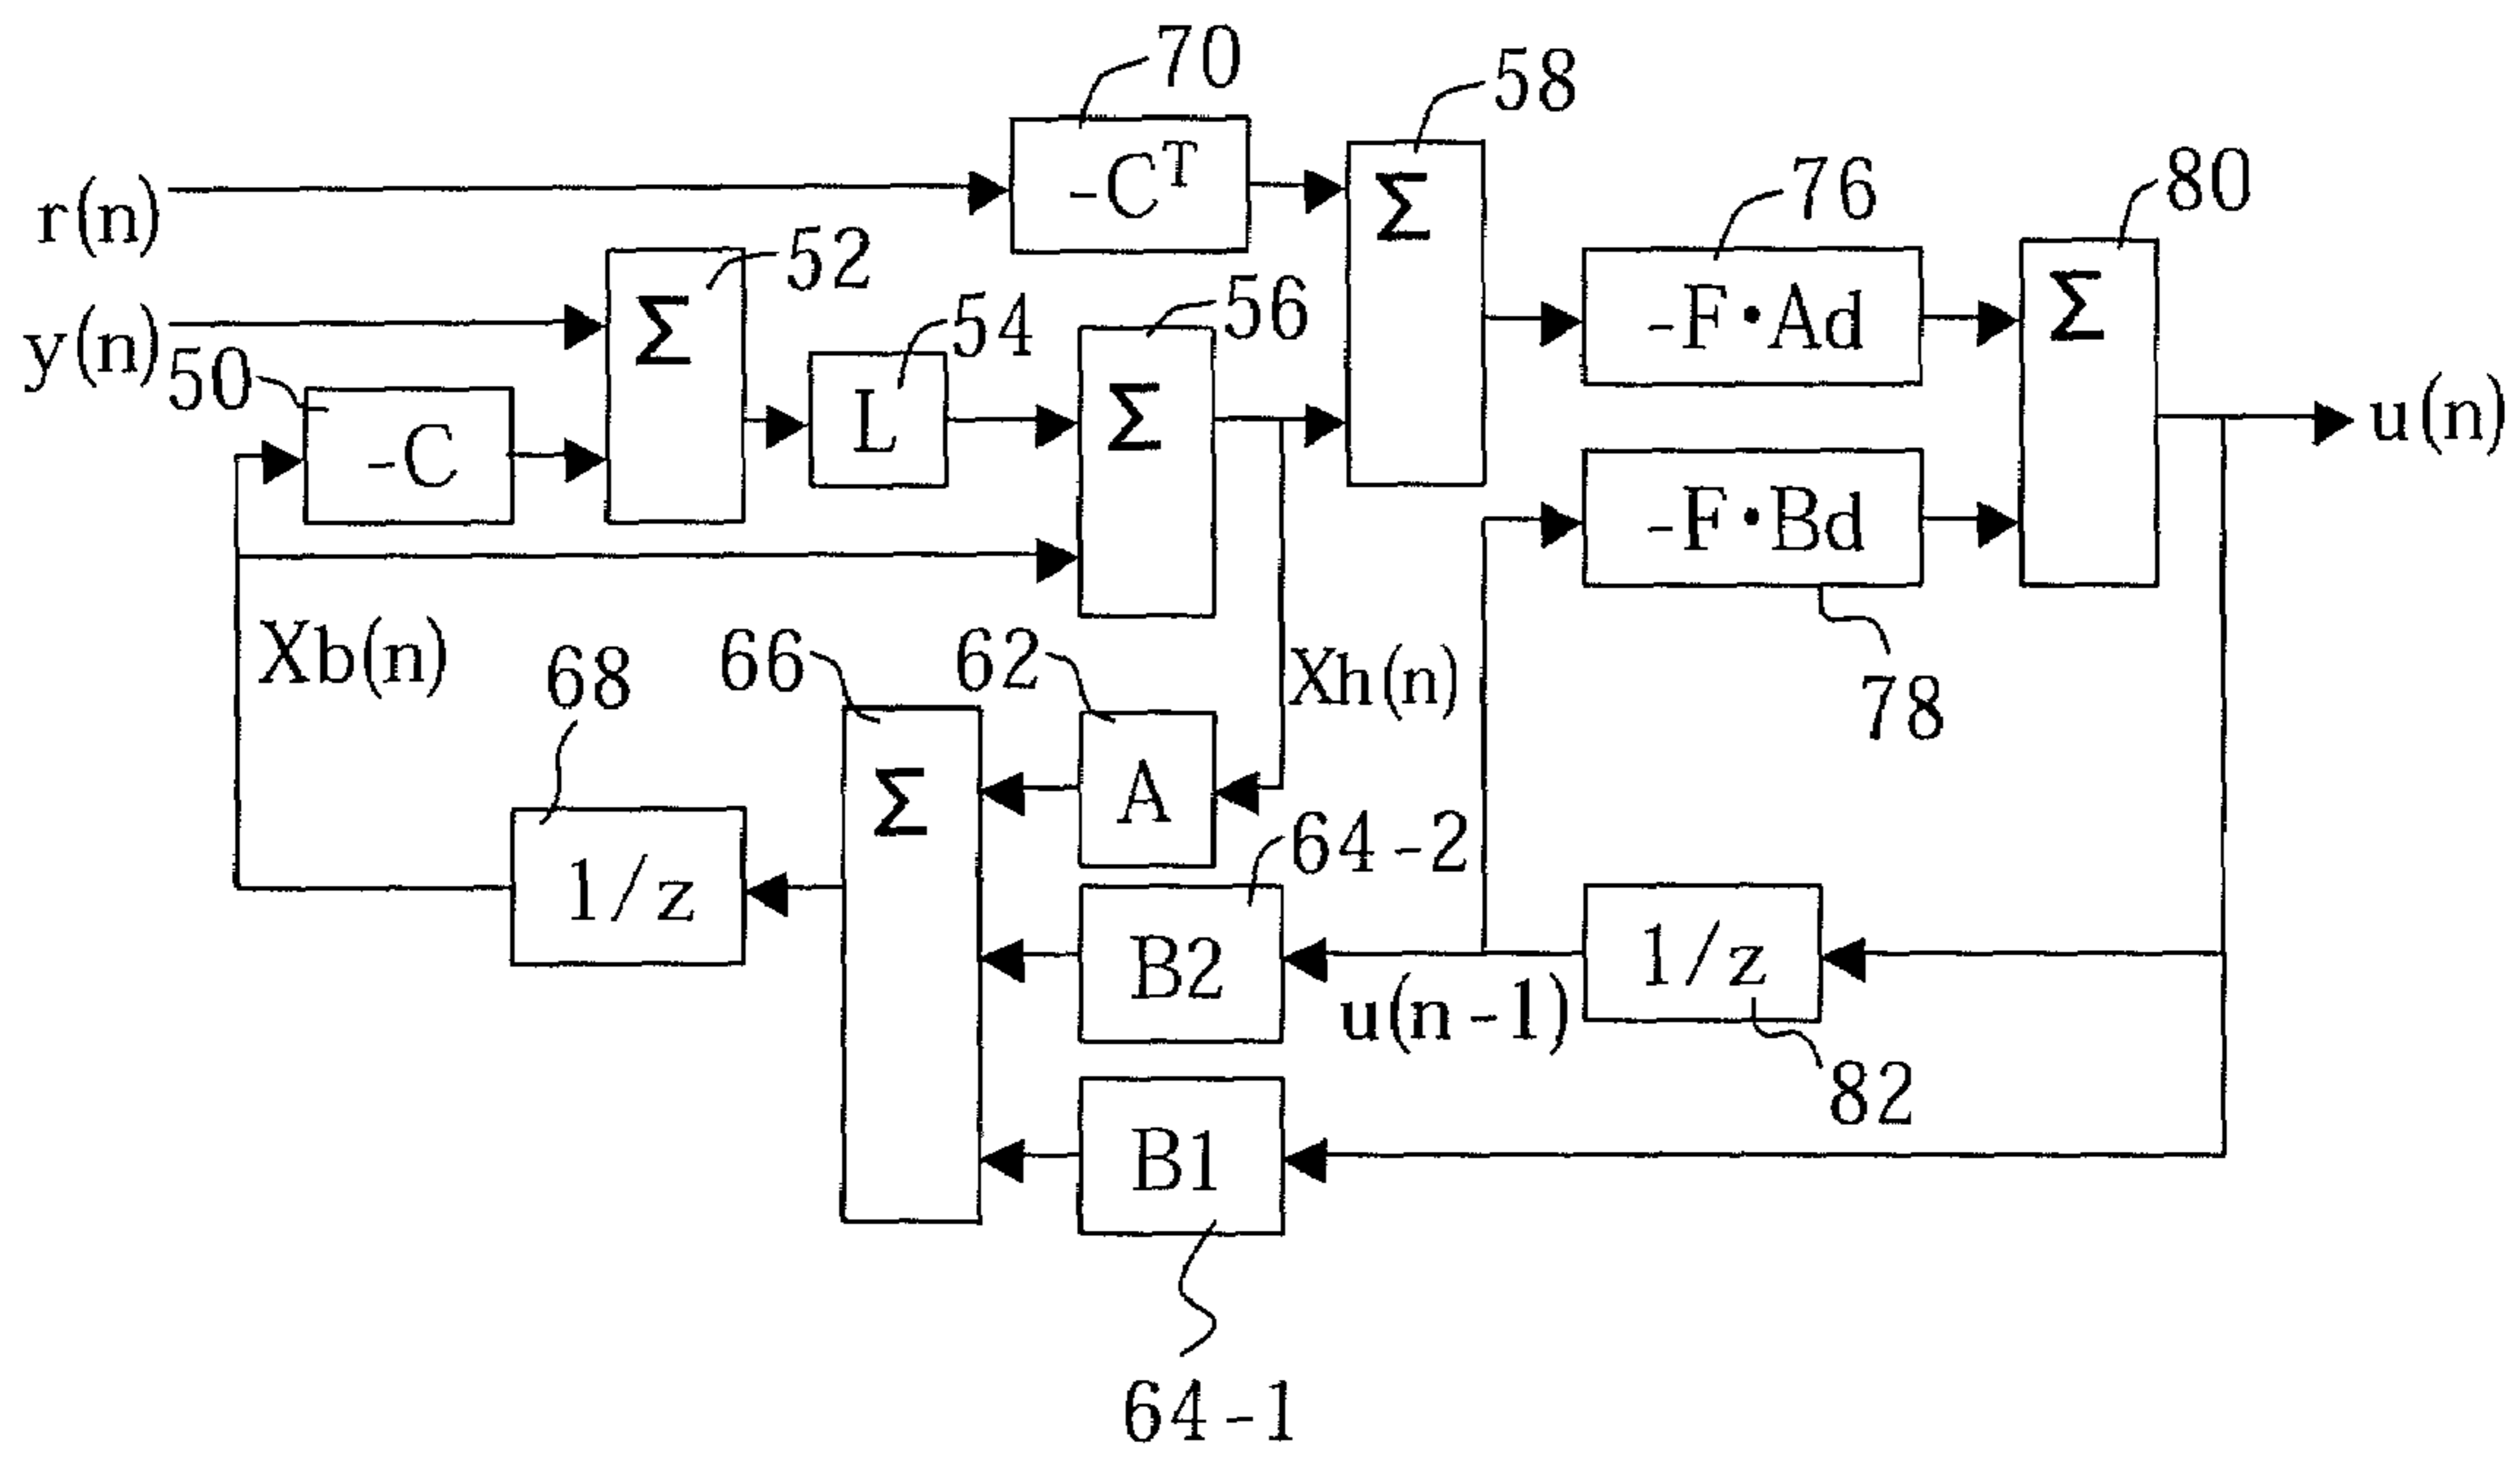 70
58
-C^T
r(n)
Σ
76
80
52
Σ
-F•Ad
Σ
y(n)
50
54
56
-C
L
Σ
u(n)
-F•Bd
78
Xb(n)
68
66
62
Xh(n)
Σ
A
64-2
1/z
B2
u(n-1)
1/z
82
B1
64-1